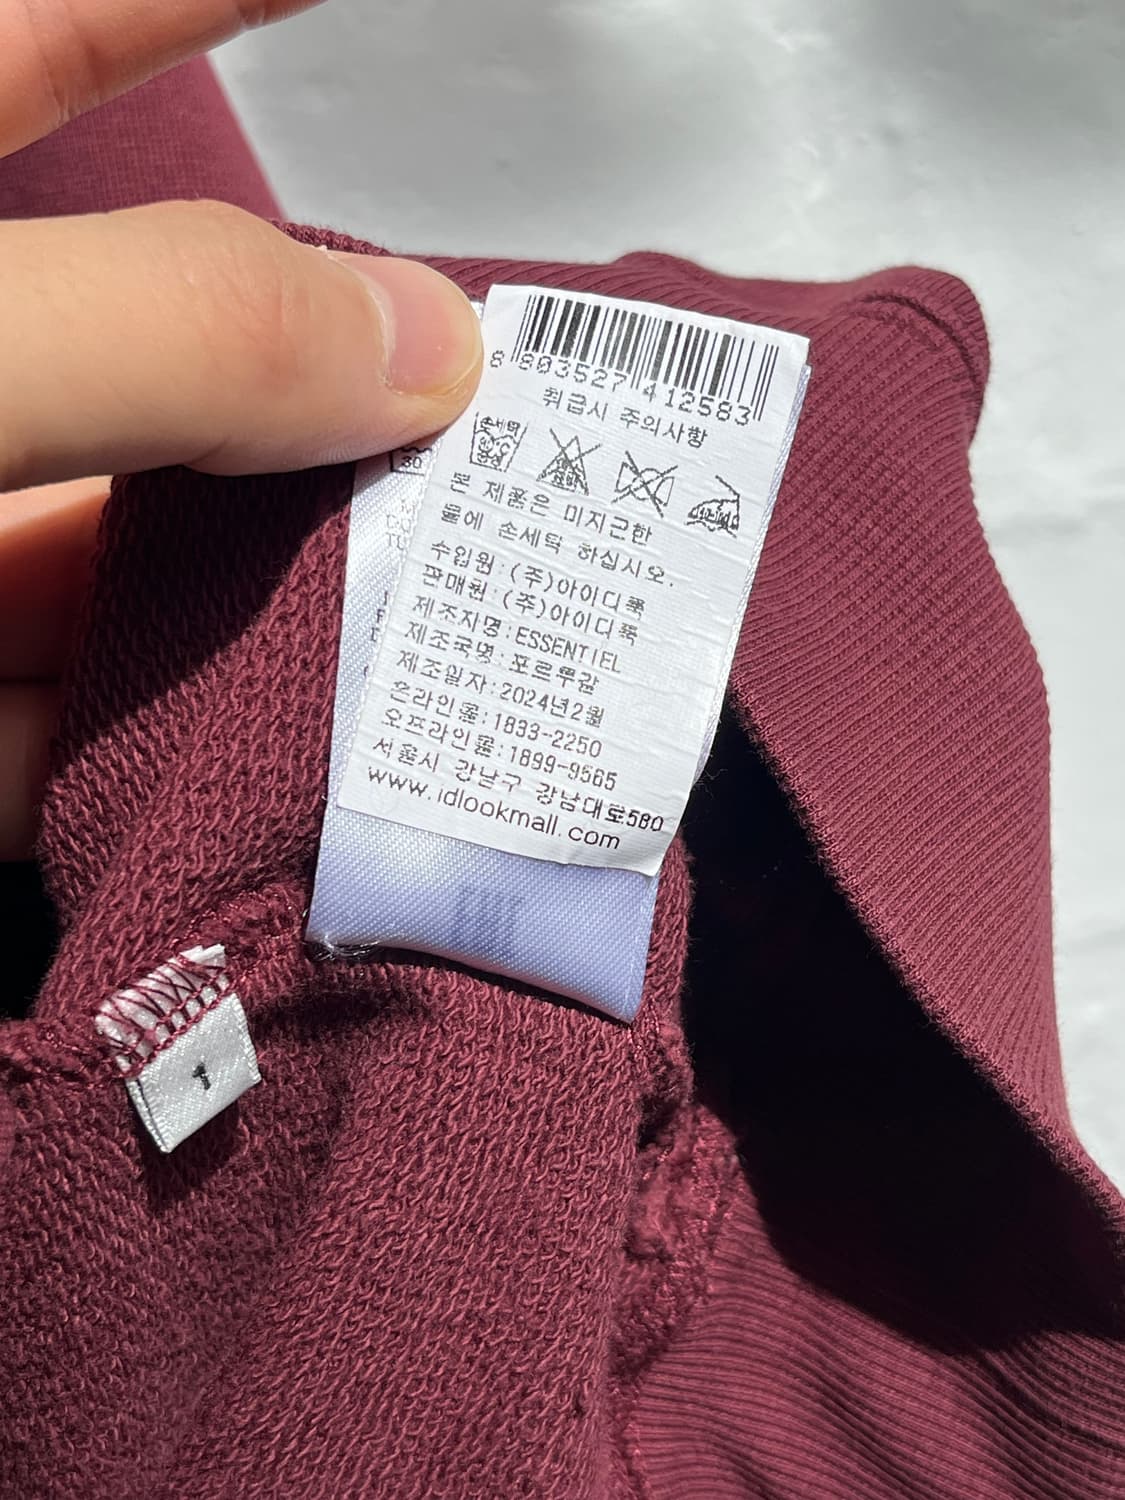 8 803527 412583
취급시 주의사항
손세탁
본 제품은 미지근한
물에 손세탁 하십시오.
수입원:(주)아이디룩
판매원:(주)아이디룩
제조자명:ESSENTIEL
제조국명:포르투갈
제조일자:2024년2월
온라인몰:1833-2250
오프라인몰:1899-9565
서울시 강남구 강남대로580
www.idlookmall.com
30
1